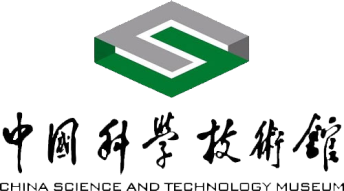 中國科學技術館
CHINA SCIENCE AND TECHNOLOGY MUSEUM